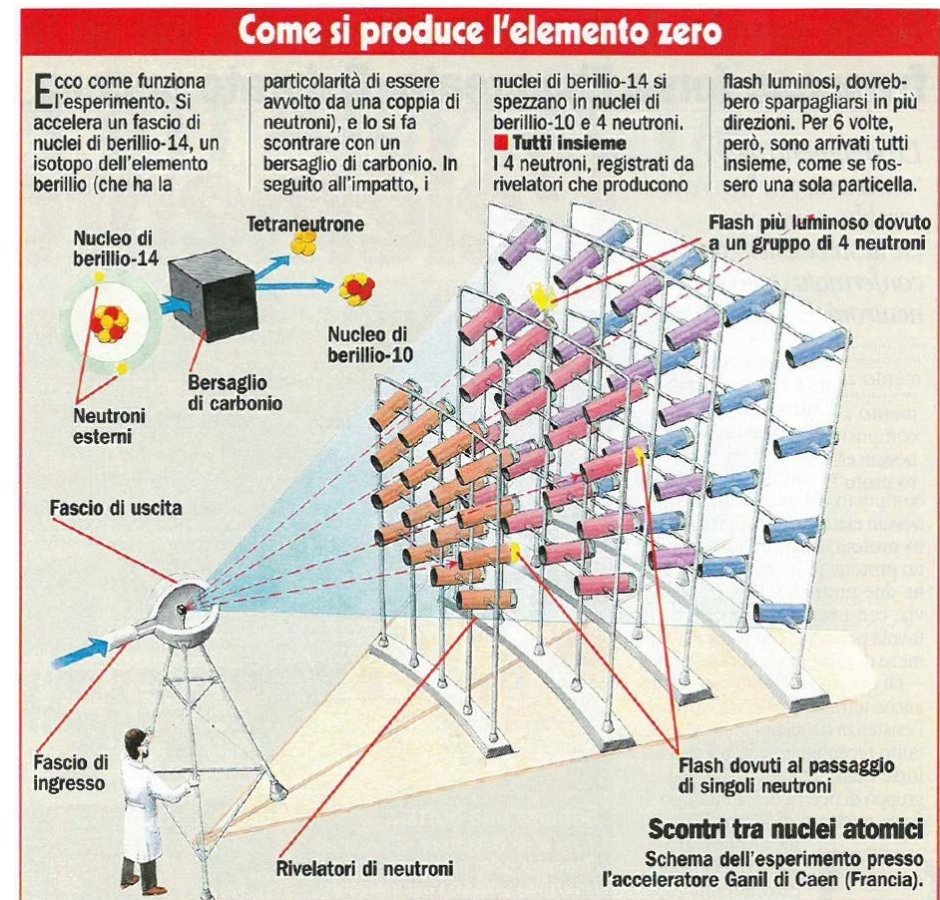 Come si produce l'elemento zero
Ecco come funziona
l'esperimento. Si
accelera un fascio di
nuclei di berillio-14, un
isotopo dell'elemento
berillio (che ha la
particolarità di essere
avvolto da una coppia di
neutroni), e lo si fa
scontrare con un
bersaglio di carbonio. In
seguito all'impatto, i
nuclei di berillio-14 si
spezzano in nuclei di
berillio-10 e 4 neutroni.
Tutti insieme
I 4 neutroni, registrati da
rivelatori che producono
flash luminosi, dovreb-
bero sparpagliarsi in più
direzioni. Per 6 volte,
però, sono arrivati tutti
insieme, come se fos-
sero una sola particella.
Nucleo di
berillio-14
Tetraneutrone
Flash più luminoso dovuto
a un gruppo di 4 neutroni
Nucleo di
berillio-10
Bersaglio
di carbonio
Neutroni
esterni
Fascio di uscita
Fascio di
ingresso
Rivelatori di neutroni
Flash dovuti al passaggio
di singoli neutroni
Scontri tra nuclei atomici
Schema dell'esperimento presso
l'acceleratore Ganil di Caen (Francia).